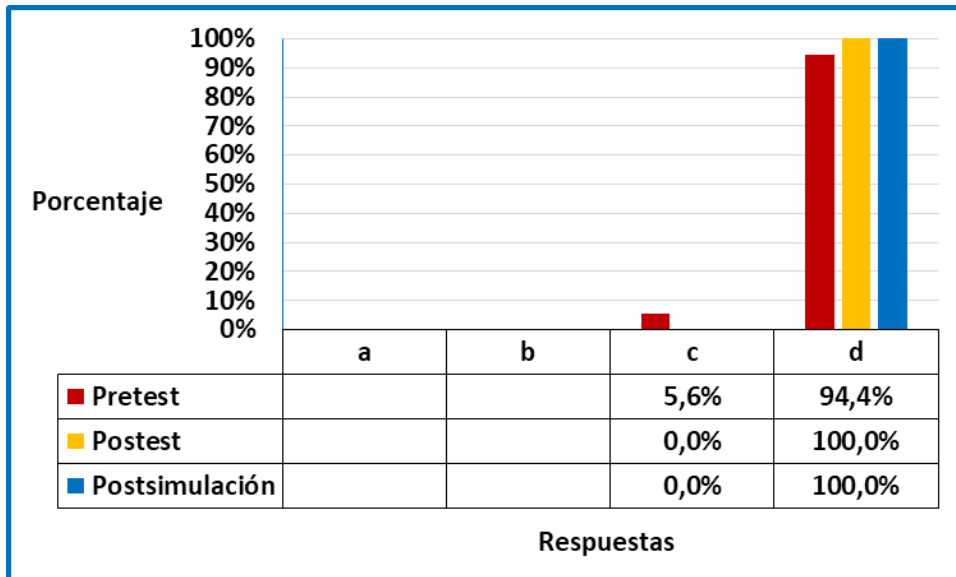 100%
90%
80%
70%
60%
50%
40%
30%
20%
10%
0%
Porcentaje
a b c d
Pretest 5,6% 94,4%
Postest 0,0% 100,0%
Postsimulación 0,0% 100,0%
Respuestas